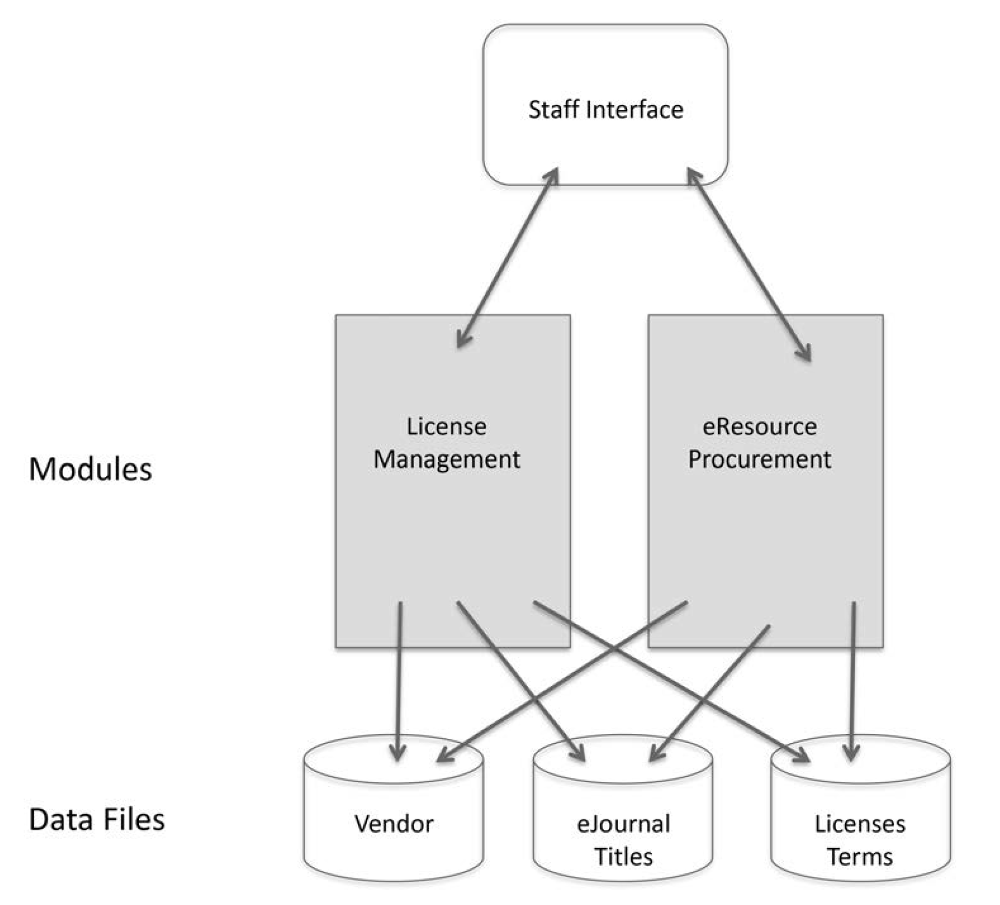 Staff Interface
License
Management
eResource
Procurement
Modules
Data Files
Vendor
eJournal
Titles
Licenses
Terms